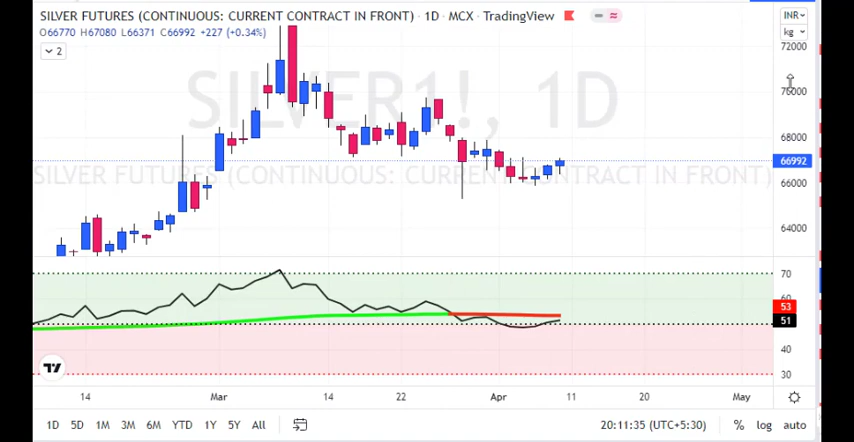 SILVER FUTURES (CONTINUOUS: CURRENT CONTRACT IN FRONT) · 1D · MCX · TradingView
INR
O66770 H67080 L66371 C66992 +227 (+0.34%)
kg
2
72000
SILVER1!, 1D
68000
66992
SILVER FUTURES (CONTINUOUS: CURRENT CONTRACT IN FRONT)
66000
64000
70
60
53
51
40
30
14 Mar 14 22 Apr 11 20 May
1D 5D 1M 3M 6M YTD 1Y 5Y All 20:11:35 (UTC+5:30) % log auto